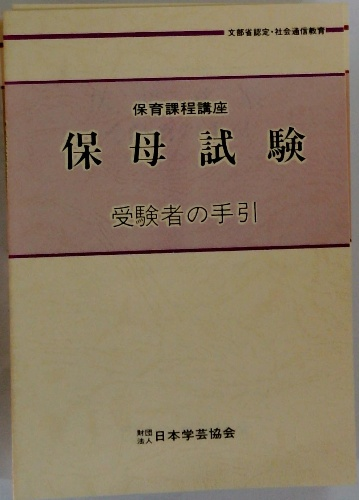 文部省認定・社会通信教育
保育課程講座
保母試験
受験者の手引
財団法人 日本学芸協会